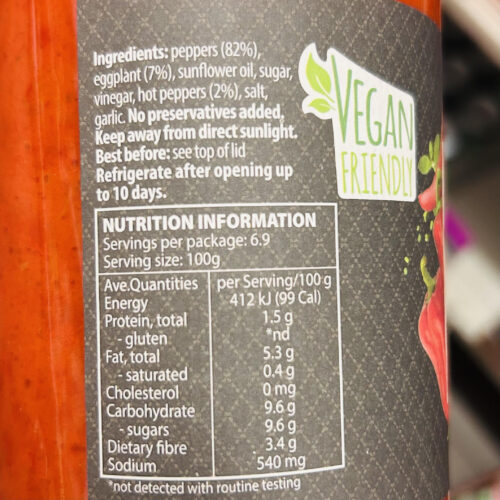 Ingredients: peppers (82%),
eggplant (7%), sunflower oil, sugar,
vinegar, hot peppers (2%), salt,
garlic. No preservatives added,
Keep away from direct sunlight.
Best before: see top of lid
Refrigerate after opening up
to 10 days.
VEGAN
FRIENDLY
NUTRITION INFORMATION
Servings per package: 6.9
Serving size: 100g
Ave.Quantities per Serving/100 g
Energy 412 kJ (99 Cal)
Protein, total 1.5 g
- gluten *nd
Fat, total 5.3 g
- saturated 0.4 g
Cholesterol 0 mg
Carbohydrate 9.6 g
- sugars 9.6 g
Dietary fibre 3.4 g
Sodium 540 mg
*not detected with routine testing